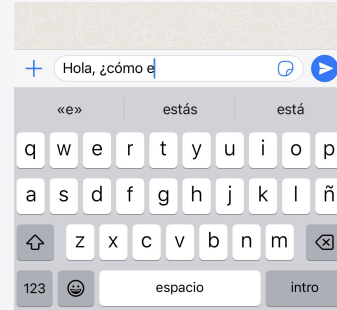 Hola, ¿cómo e
«e» estás está
q w e r t y u i o p
a s d f g h j k l ñ
z x c v b n m
123 espacio intro